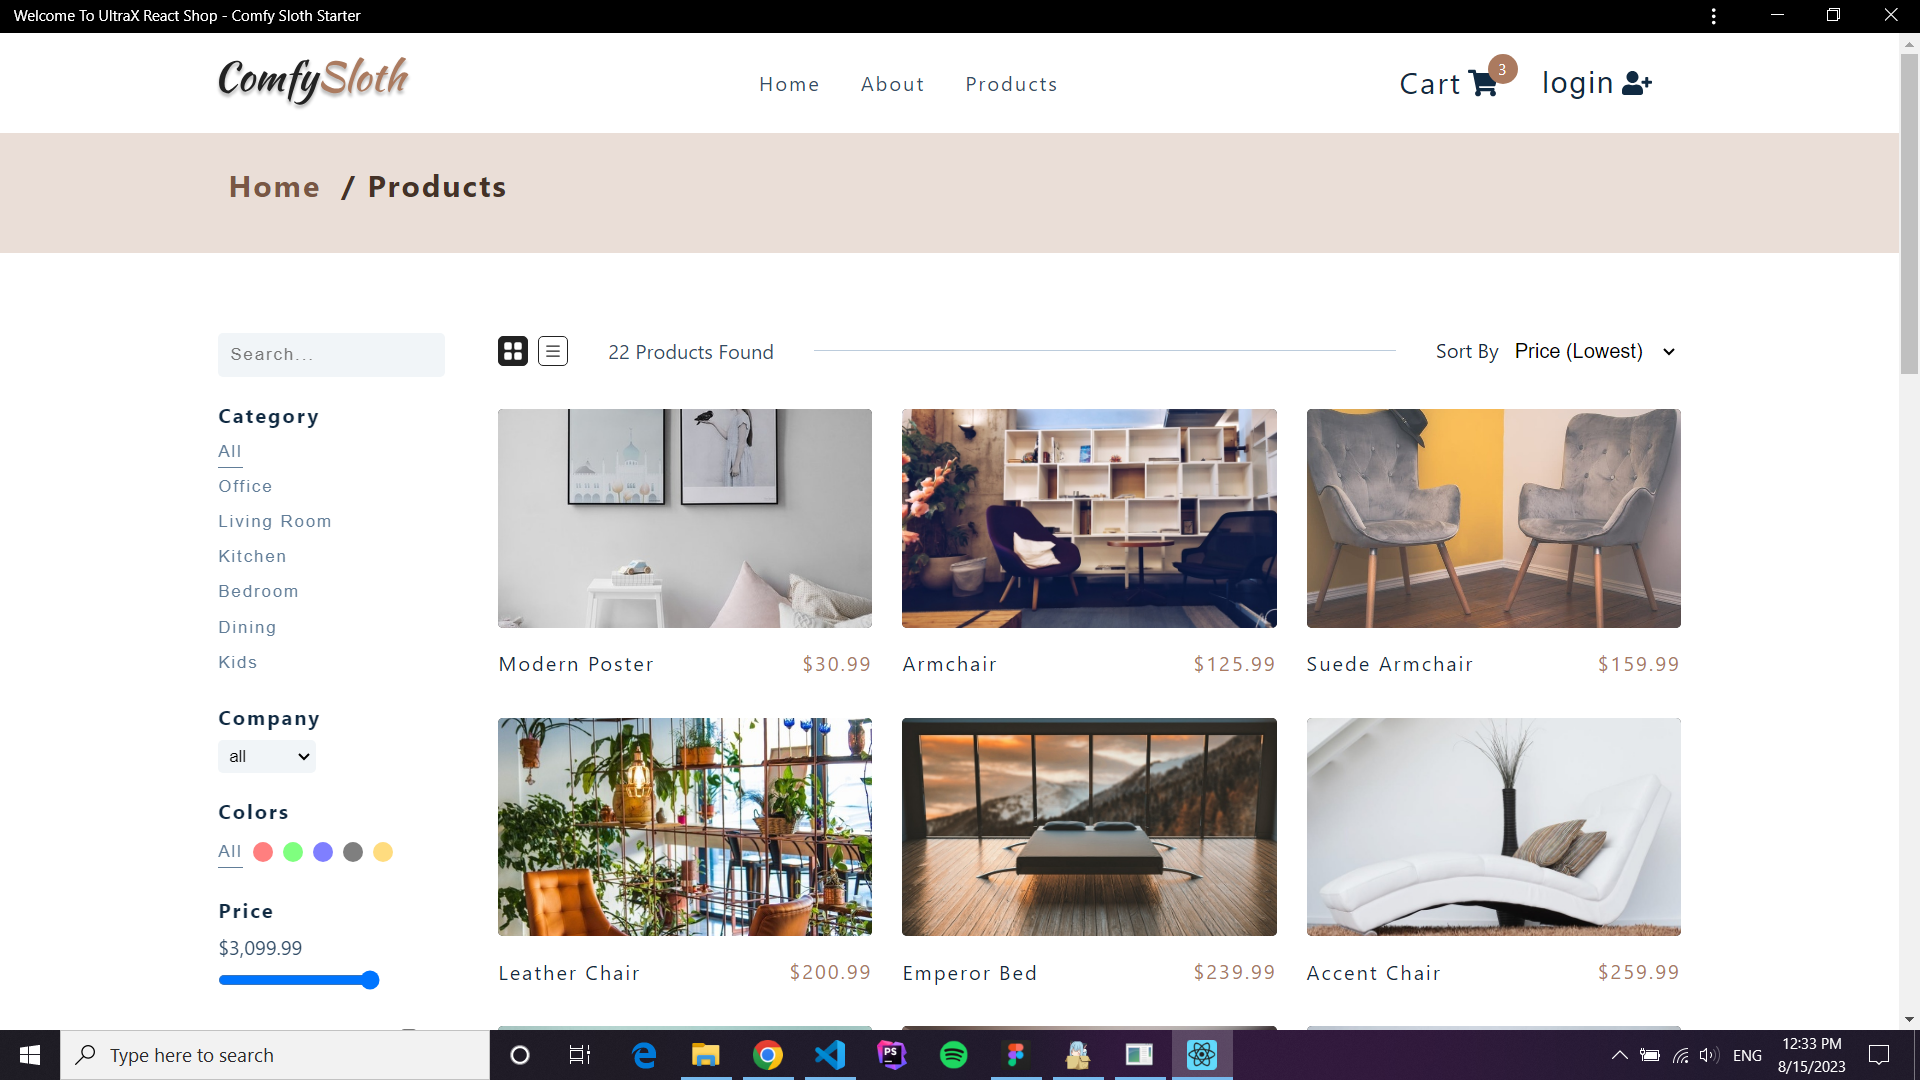 Welcome To UltraX React Shop - Comfy Sloth Starter
ComfySloth
Home About Products
Cart 3 login
Home / Products
Search...
Category
All
Office
Living Room
Kitchen
Bedroom
Dining
Kids
Company
all
Colors
All
Price
$3,099.99
22 Products Found
Sort By Price (Lowest)
Modern Poster $30.99
Armchair $125.99
Suede Armchair $159.99
Leather Chair $200.99
Emperor Bed $239.99
Accent Chair $259.99
Type here to search
PS
ENG
12:33 PM
8/15/2023